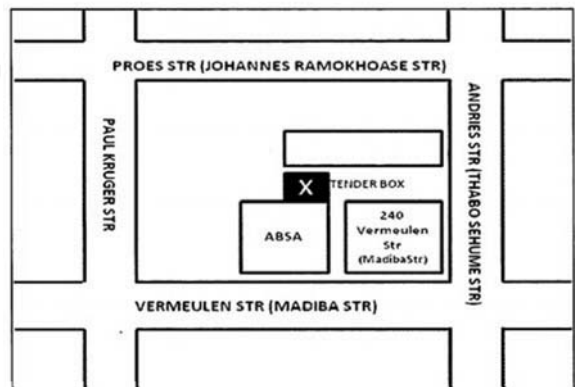 PROES STR (JOHANNES RAMOKHOASE STR)
PAUL KRUGER STR
ANDRIES STR (THABO SEHUME STR)
X
TENDER BOX
ABSA
240
Vermeulen
Str
(MadibaStr)
VERMEULEN STR (MADIBA STR)